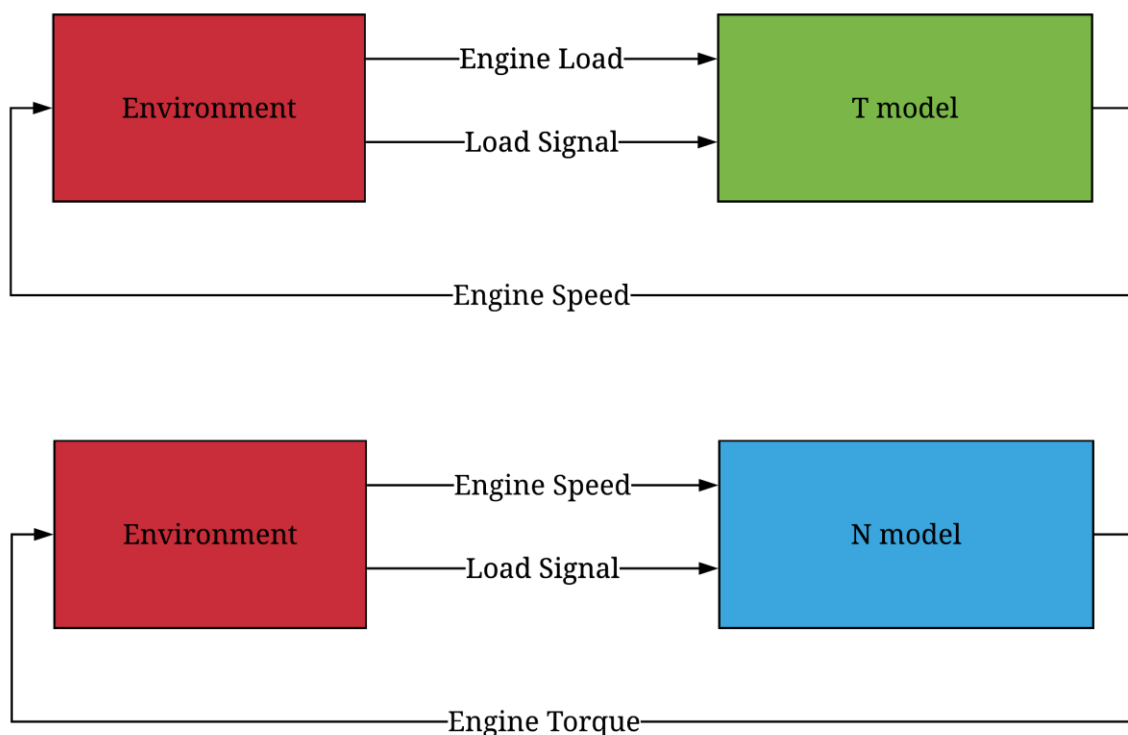 Engine Load
Environment
T model
Load Signal
Engine Speed
Engine Speed
Environment
N model
Load Signal
Engine Torque